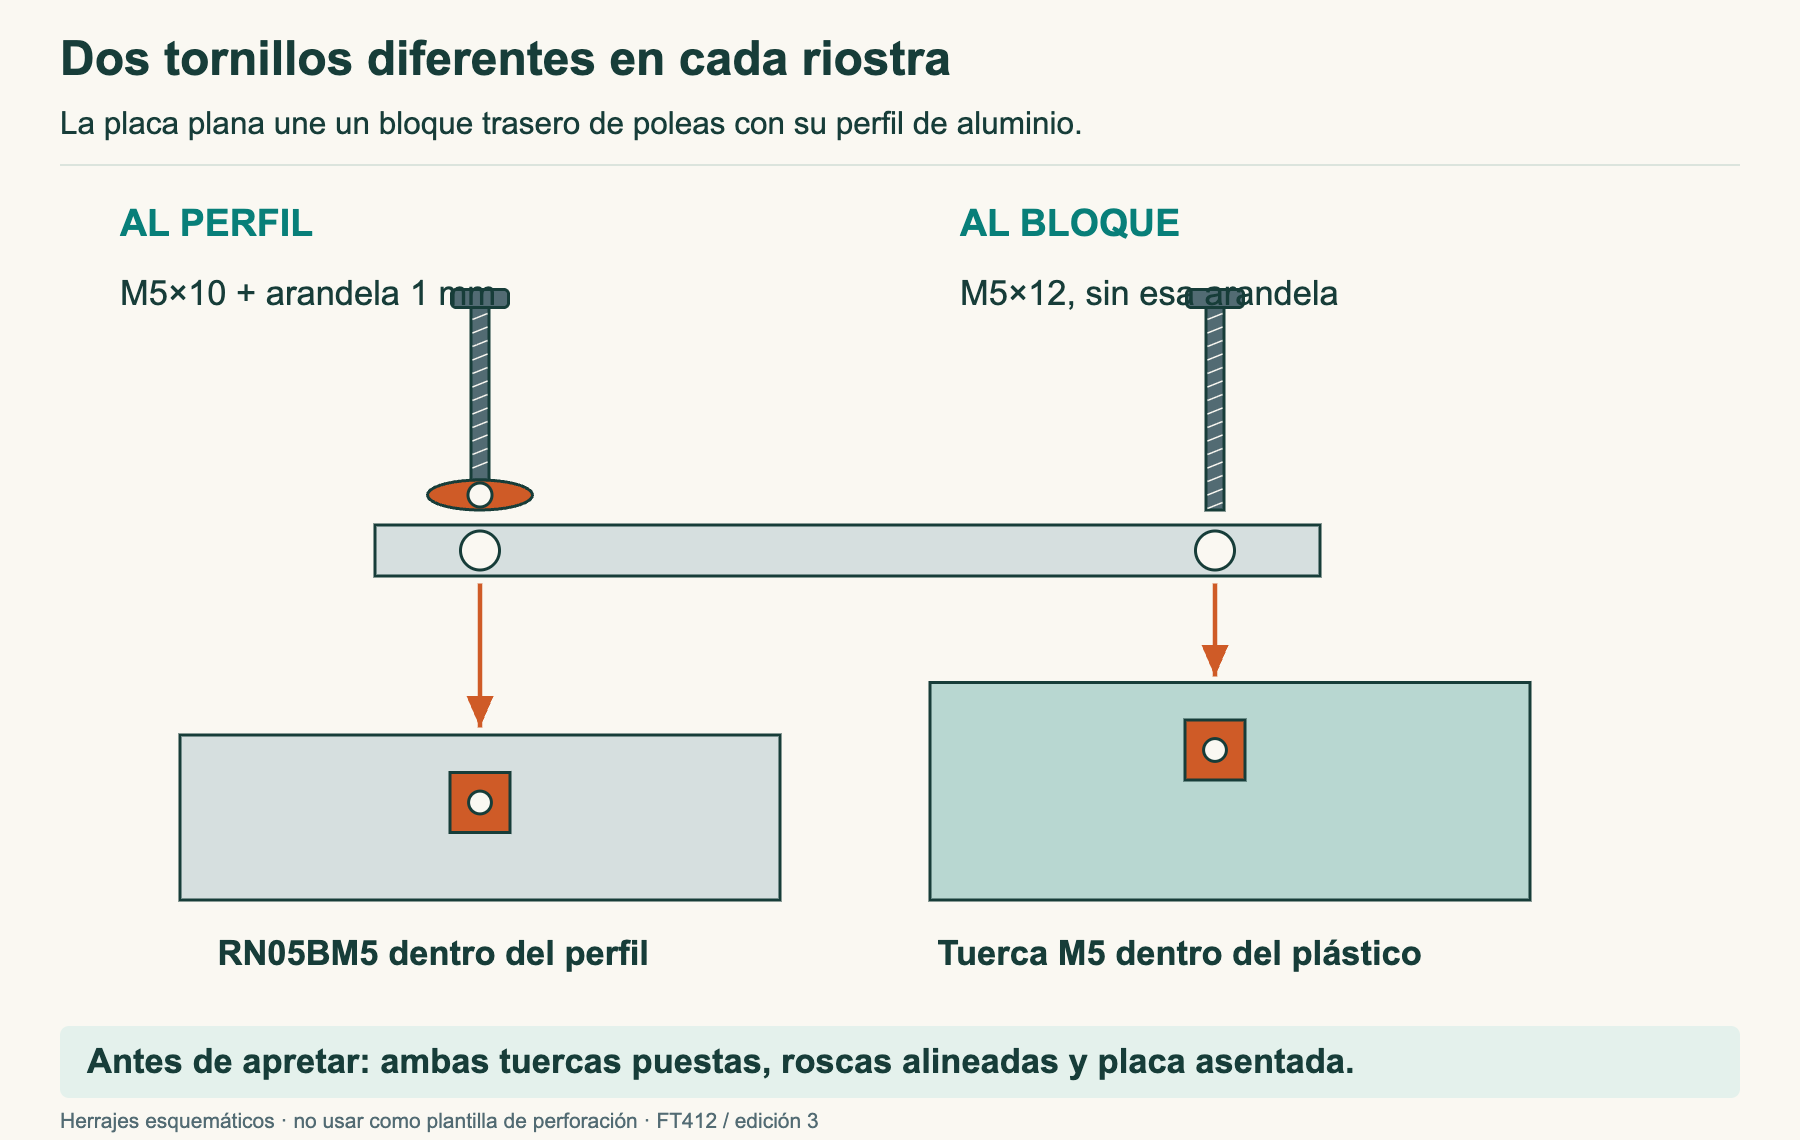 Dos tornillos diferentes en cada riostra
La placa plana une un bloque trasero de poleas con su perfil de aluminio.
AL PERFIL
M5×10 + arandela 1 mm
AL BLOQUE
M5×12, sin esa arandela
RN05BM5 dentro del perfil
Tuerca M5 dentro del plástico
Antes de apretar: ambas tuercas puestas, roscas alineadas y placa asentada.
Herrajes esquemáticos · no usar como plantilla de perforación · FT412 / edición 3